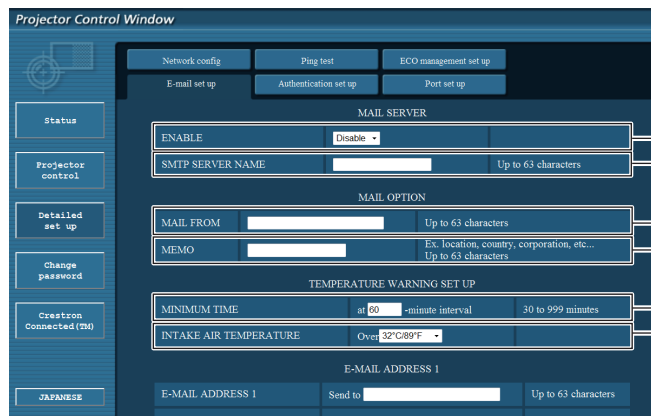 Projector Control Window
Network config
Ping test
ECO management set up
E-mail set up
Authentication set up
Port set up
Status
Projector
control
Detailed
set up
Change
password
Crestron
Connected(TM)
JAPANESE
MAIL SERVER
ENABLE Disable
SMTP SERVER NAME Up to 63 characters
MAIL OPTION
MAIL FROM Up to 63 characters
MEMO Ex. location, country, corporation, etc...
Up to 63 characters
TEMPERATURE WARNING SET UP
MINIMUM TIME at 60 -minute interval 30 to 999 minutes
INTAKE AIR TEMPERATURE Over 32°C/89°F
E-MAIL ADDRESS 1
E-MAIL ADDRESS 1 Send to Up to 63 characters